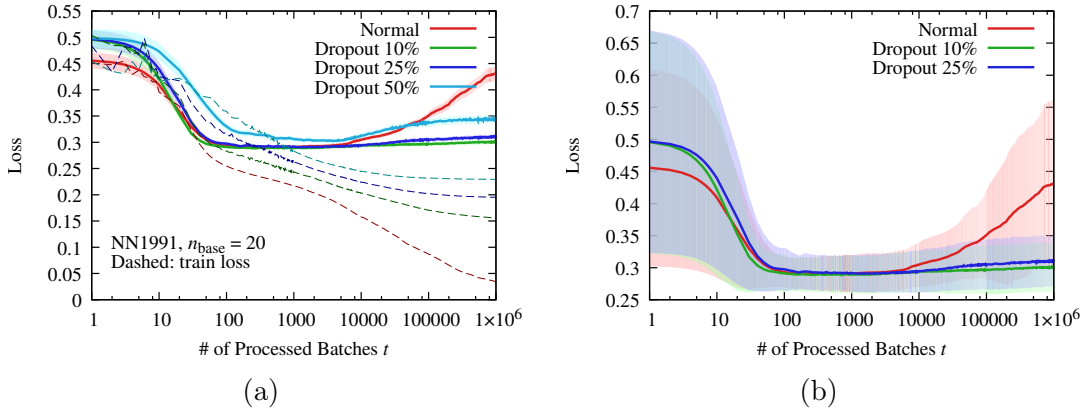 0.55
0.5
0.45
0.4
0.35
0.3
0.25
0.2
0.15
0.1
0.05
0
Loss
Normal
Dropout 10%
Dropout 25%
Dropout 50%
NN1991, n_base = 20
Dashed: train loss
1 10 100 1000 10000 100000 1×10⁶
# of Processed Batches t
(a)
0.7
0.65
0.6
0.55
0.5
0.45
0.4
0.35
0.3
0.25
Loss
Normal
Dropout 10%
Dropout 25%
1 10 100 1000 10000 100000 1×10⁶
# of Processed Batches t
(b)